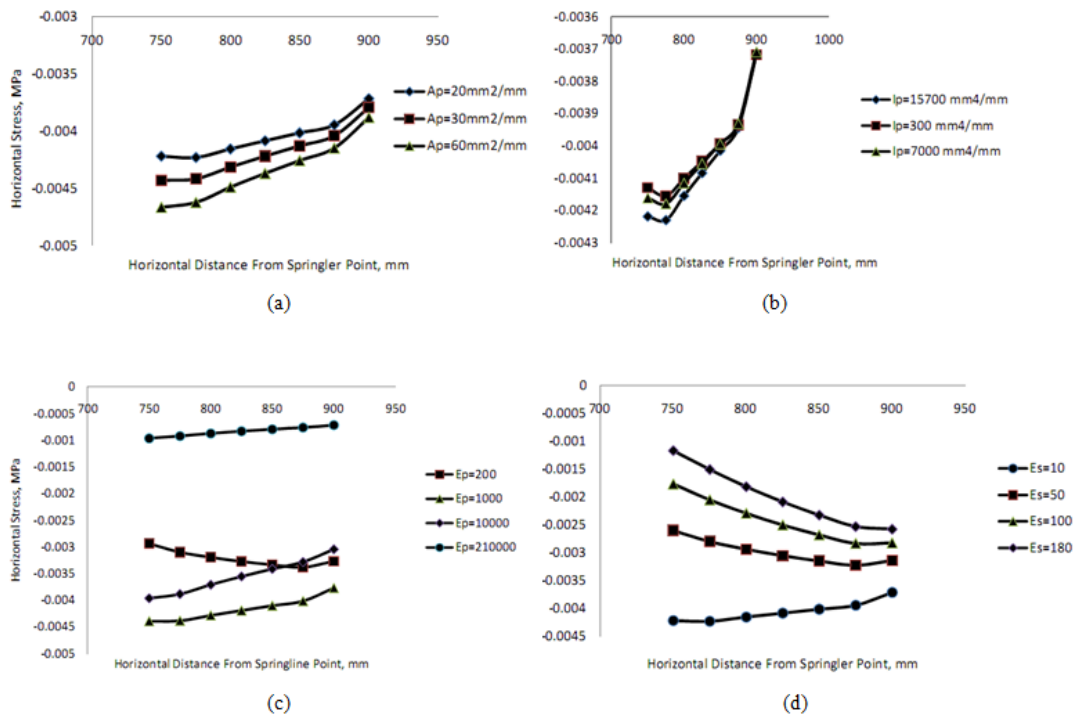 -0.003
700 750 800 850 900 950
-0.0035
-0.004
-0.0045
-0.005
Horizontal Stress, MPa
Ap=20mm2/mm
Ap=30mm2/mm
Ap=60mm2/mm
Horizontal Distance From Springler Point, mm
(a)
-0.0036
600 700 800 900 1000
-0.0037
-0.0038
-0.0039
-0.004
-0.0041
-0.0042
-0.0043
Ip=15700 mm4/mm
Ip=300 mm4/mm
Ip=7000 mm4/mm
Horizontal Distance From Springler Point, mm
(b)
0
700 750 800 850 900 950
-0.0005
-0.001
-0.0015
-0.002
-0.0025
-0.003
-0.0035
-0.004
-0.0045
-0.005
Horizontal Stress, MPa
Ep=200
Ep=1000
Ep=10000
Ep=210000
Horizontal Distance From Springline Point, mm
(c)
0
700 750 800 850 900 950
-0.0005
-0.001
-0.0015
-0.002
-0.0025
-0.003
-0.0035
-0.004
-0.0045
Es=10
Es=50
Es=100
Es=180
Horizontal Distance From Springler Point, mm
(d)